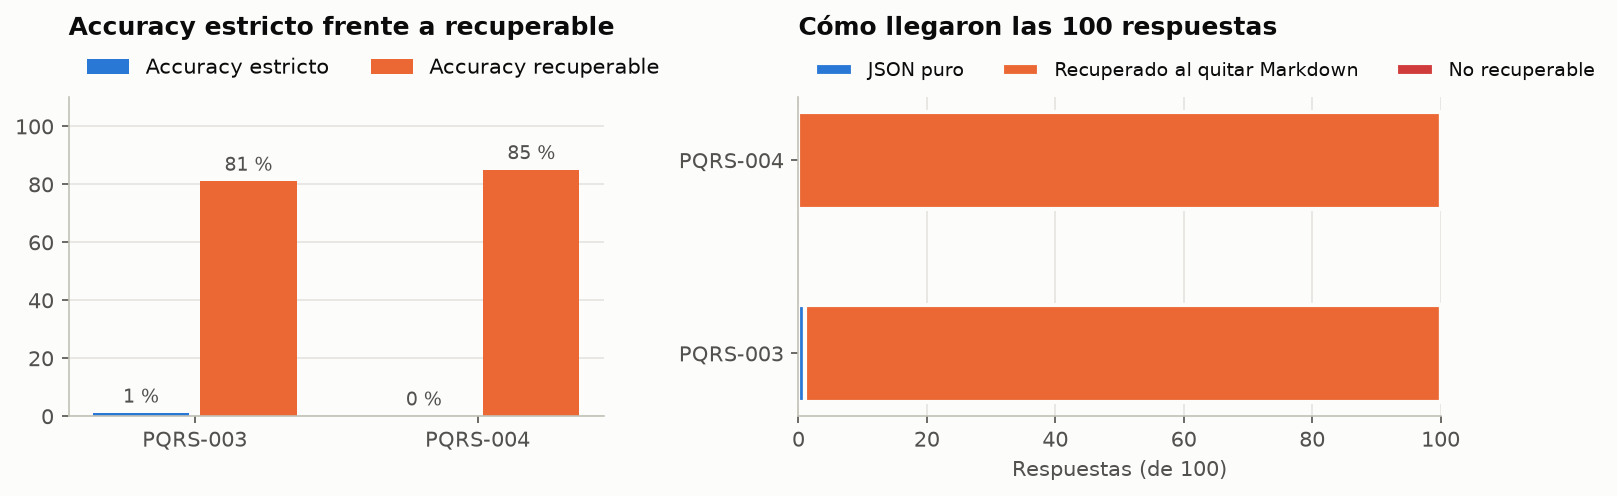 Accuracy estricto frente a recuperable
Accuracy estricto Accuracy recuperable
100
80
60
40
20
0
1 %
81 %
0 %
85 %
PQRS-003 PQRS-004
Cómo llegaron las 100 respuestas
JSON puro Recuperado al quitar Markdown No recuperable
PQRS-004
PQRS-003
0 20 40 60 80 100
Respuestas (de 100)